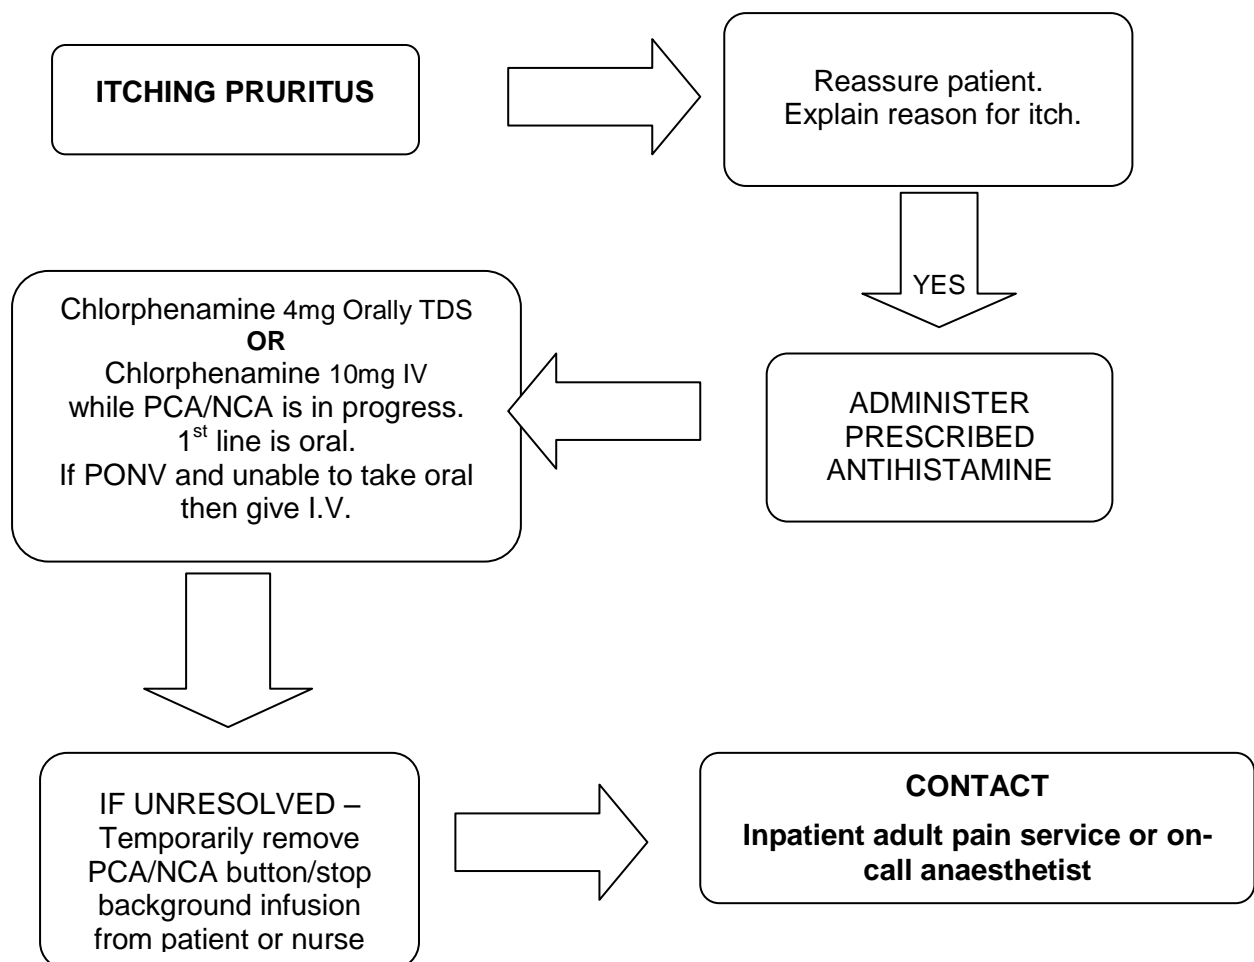 ITCHING PRURITUS
Reassure patient.
Explain reason for itch.
YES
ADMINISTER
PRESCRIBED
ANTIHISTAMINE
Chlorphenamine 4mg Orally TDS
OR
Chlorphenamine 10mg IV
while PCA/NCA is in progress.
1st line is oral.
If PONV and unable to take oral
then give I.V.
IF UNRESOLVED –
Temporarily remove
PCA/NCA button/stop
background infusion
from patient or nurse
CONTACT
Inpatient adult pain service or on-
call anaesthetist